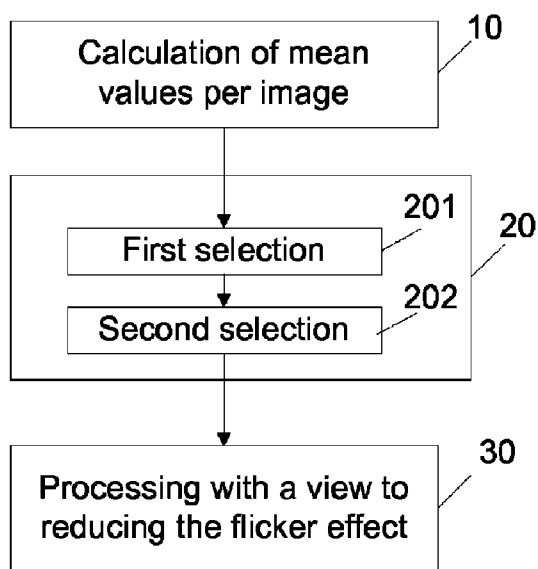 10
Calculation of mean
values per image
201
20
First selection
202
Second selection
30
Processing with a view to
reducing the flicker effect